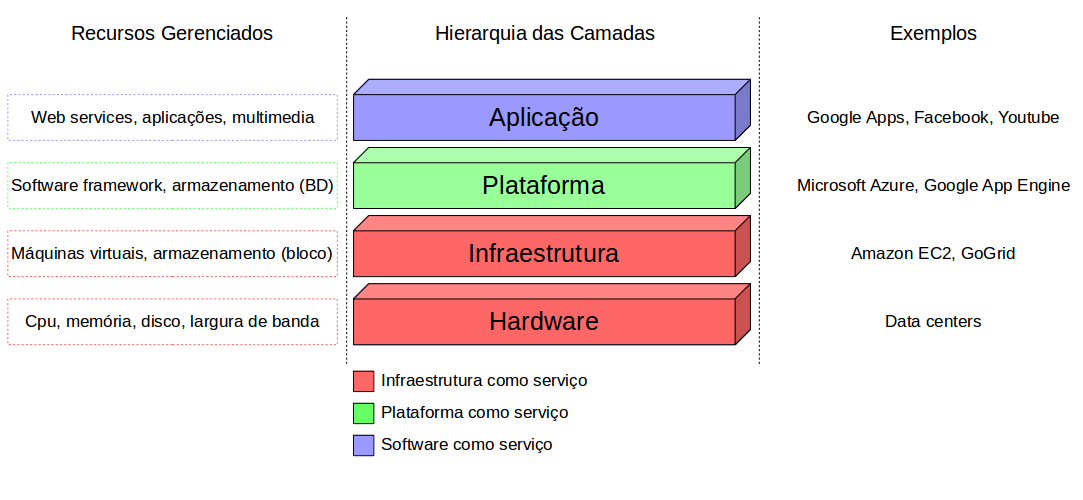 Recursos Gerenciados
Hierarquia das Camadas
Exemplos
Web services, aplicações, multimedia
Aplicação
Google Apps, Facebook, Youtube
Software framework, armazenamento (BD)
Plataforma
Microsoft Azure, Google App Engine
Máquinas virtuais, armazenamento (bloco)
Infraestrutura
Amazon EC2, GoGrid
Cpu, memória, disco, largura de banda
Hardware
Data centers
Infraestrutura como serviço
Plataforma como serviço
Software como serviço